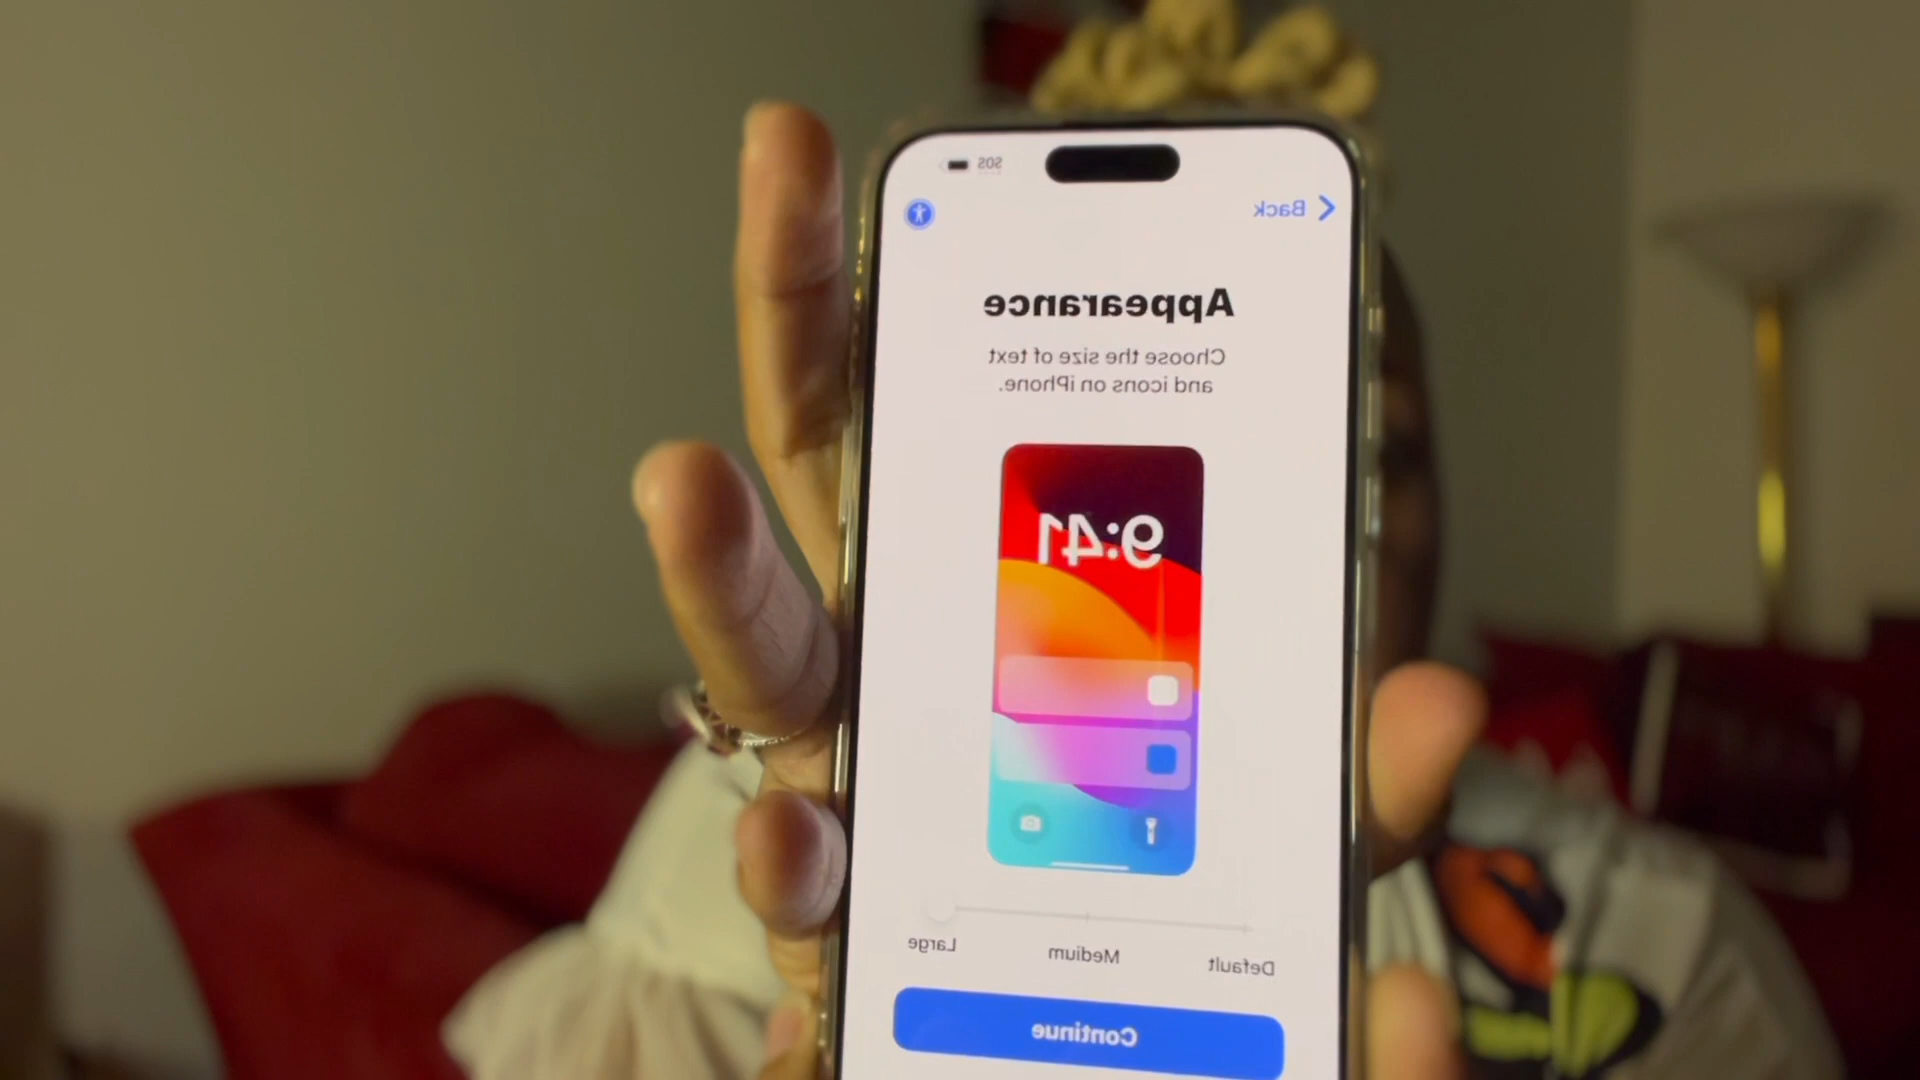 SOS
Back
Appearance
Choose the size of text
and icons on iPhone.
9:41
Default Medium Large
Continue